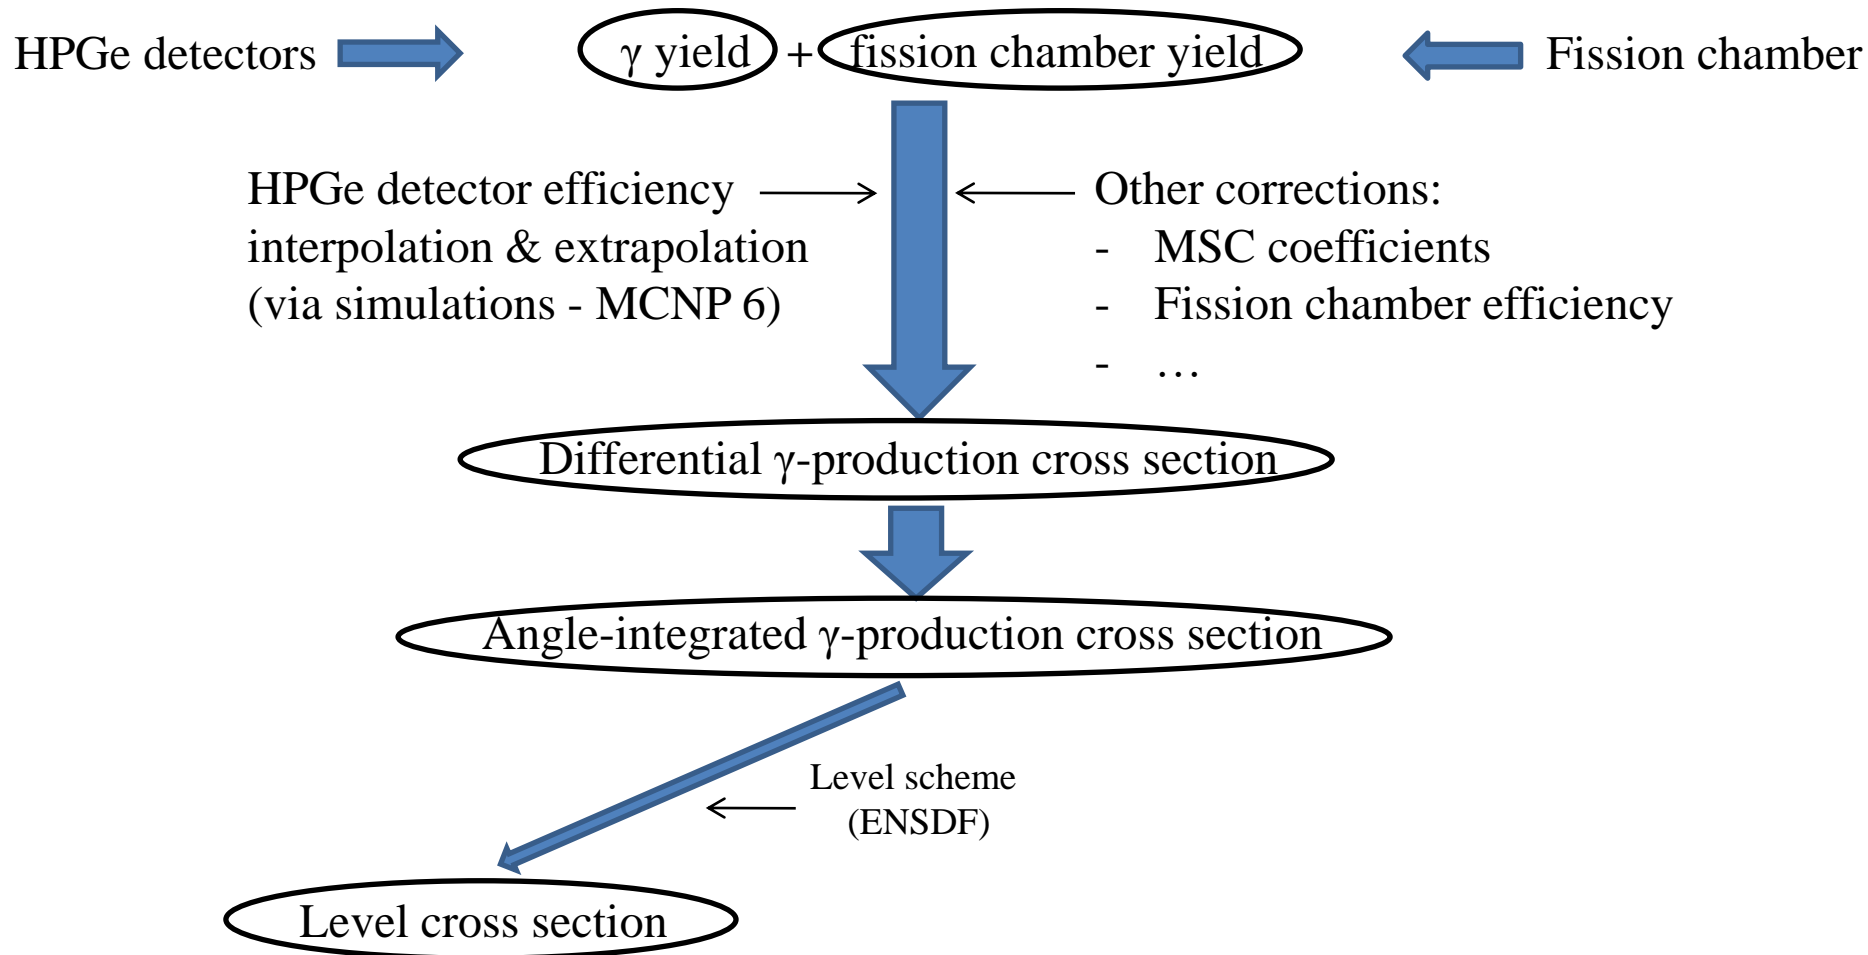 HPGe detectors γ yield + fission chamber yield Fission chamber
HPGe detector efficiency
interpolation & extrapolation
(via simulations - MCNP 6)
Other corrections:
- MSC coefficients
- Fission chamber efficiency
- …
Differential γ-production cross section
Angle-integrated γ-production cross section
Level scheme
(ENSDF)
Level cross section